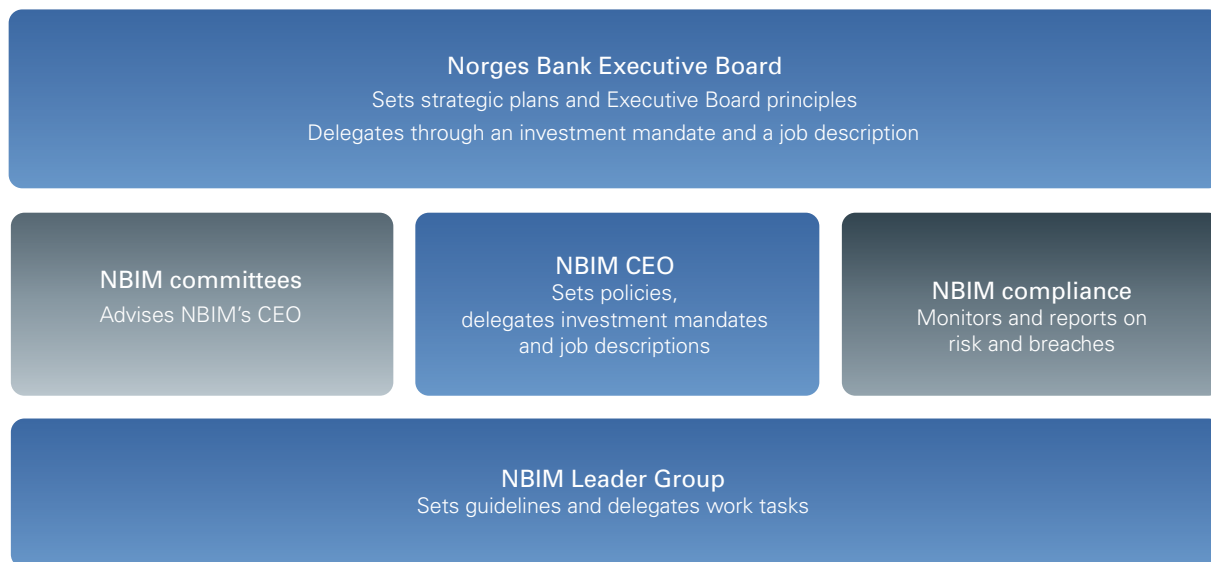 Norges Bank Executive Board
Sets strategic plans and Executive Board principles
Delegates through an investment mandate and a job description
NBIM committees
Advises NBIM’s CEO
NBIM CEO
Sets policies,
delegates investment mandates
and job descriptions
NBIM compliance
Monitors and reports on
risk and breaches
NBIM Leader Group
Sets guidelines and delegates work tasks